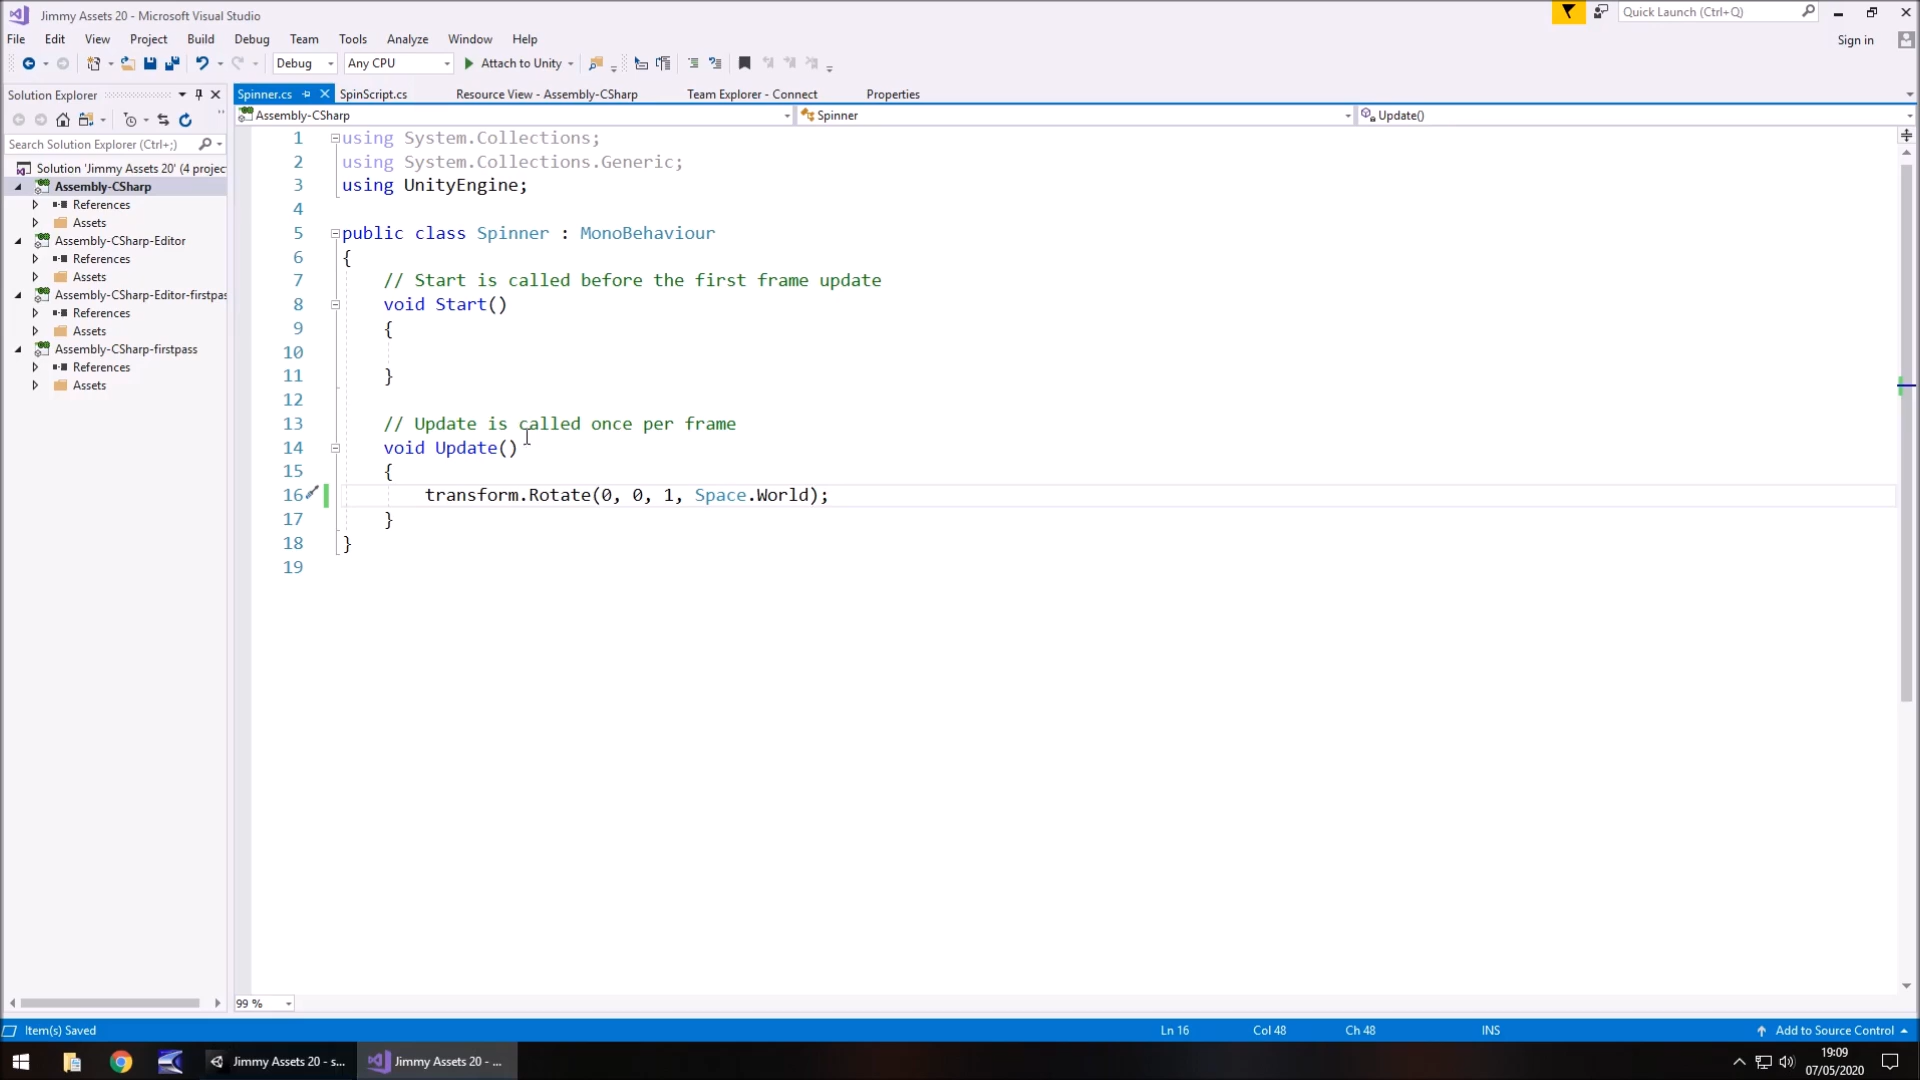 Jimmy Assets 20 - Microsoft Visual Studio
Quick Launch (Ctrl+Q)
File Edit View Project Build Debug Team Tools Analyze Window Help
Sign in
Debug Any CPU Attach to Unity
Solution Explorer
Spinner.cs SpinScript.cs Resource View - Assembly-CSharp Team Explorer - Connect Properties
Assembly-CSharp Spinner Update()
Search Solution Explorer (Ctrl+;)
Solution 'Jimmy Assets 20' (4 projec
Assembly-CSharp
References
Assets
Assembly-CSharp-Editor
References
Assets
Assembly-CSharp-Editor-firstpas
References
Assets
Assembly-CSharp-firstpass
References
Assets
1 using System.Collections;
2 using System.Collections.Generic;
3 using UnityEngine;
4
5 public class Spinner : MonoBehaviour
6 {
7 // Start is called before the first frame update
8 void Start()
9 {
10
11 }
12
13 // Update is called once per frame
14 void Update()
15 {
16 transform.Rotate(0, 0, 1, Space.World);
17 }
18 }
19
99 %
Item(s) Saved Ln 16 Col 48 Ch 48 INS Add to Source Control
Jimmy Assets 20 - s... Jimmy Assets 20 - ...
19:09
07/05/2020